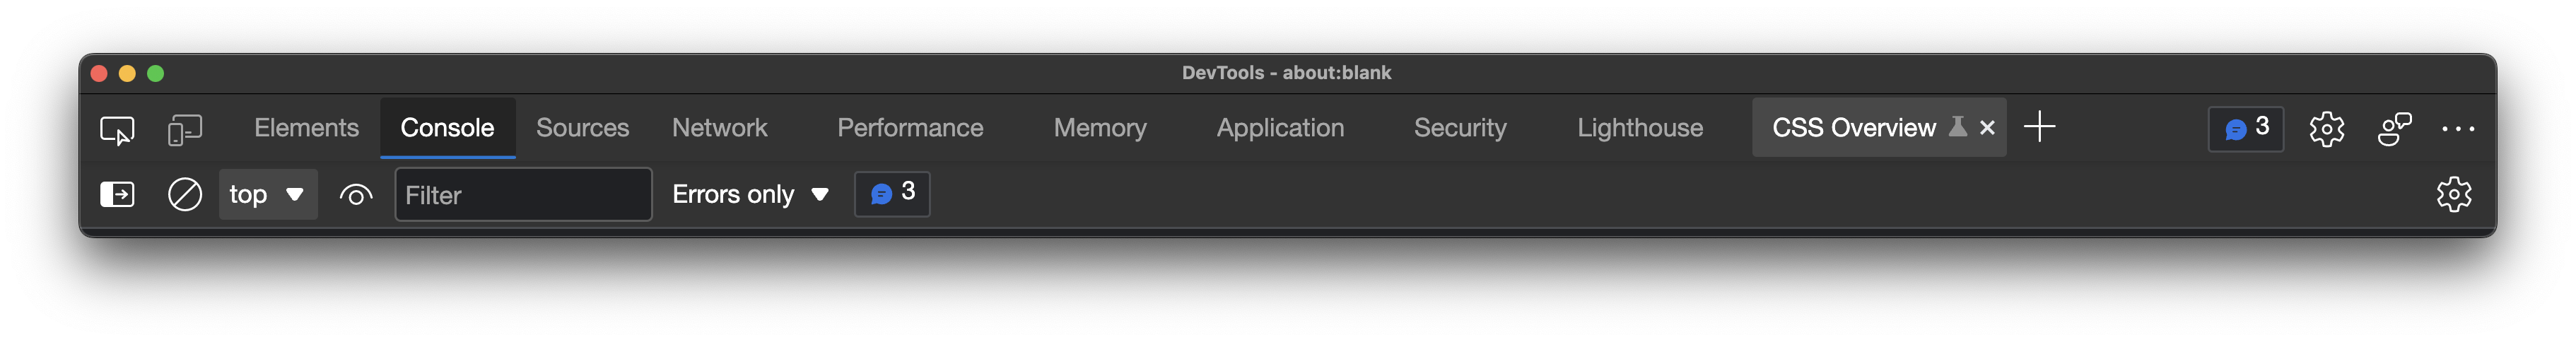 DevTools - about:blank
Elements Console Sources Network Performance Memory Application Security Lighthouse CSS Overview 3
top Filter Errors only 3